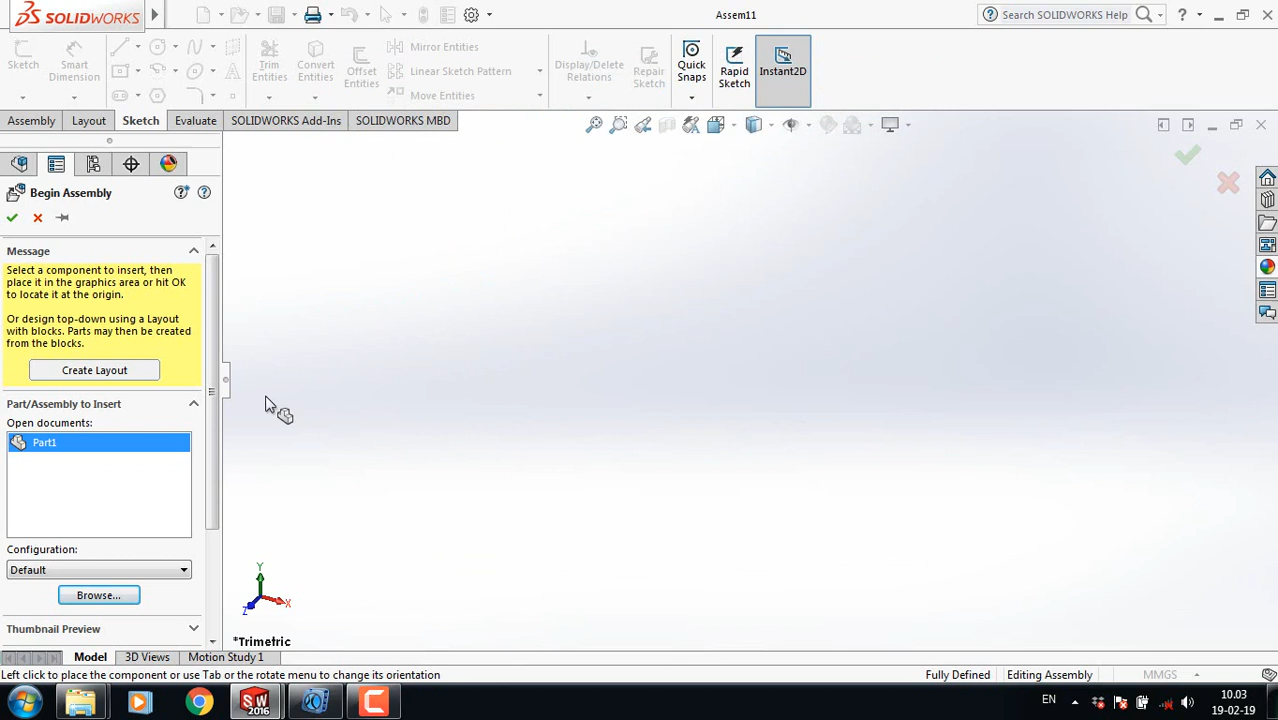 SOLIDWORKS
Assem11
Search SOLIDWORKS Help
Sketch
Smart Dimension
Trim Entities
Convert Entities
Offset Entities
Mirror Entities
Linear Sketch Pattern
Move Entities
Display/Delete Relations
Repair Sketch
Quick Snaps
Rapid Sketch
Instant2D
Assembly
Layout
Sketch
Evaluate
SOLIDWORKS Add-Ins
SOLIDWORKS MBD
Begin Assembly
Message
Select a component to insert, then
place it in the graphics area or hit OK
to locate it at the origin.
Or design top-down using a Layout
with blocks. Parts may then be created
from the blocks.
Create Layout
Part/Assembly to Insert
Open documents:
Part1
Configuration:
Default
Browse...
Thumbnail Preview
Y
X
Z
*Trimetric
Model
3D Views
Motion Study 1
Left click to place the component or use Tab or the rotate menu to change its orientation
Fully Defined
Editing Assembly
MMGS
SW
2016
EN
10.03
19-02-19